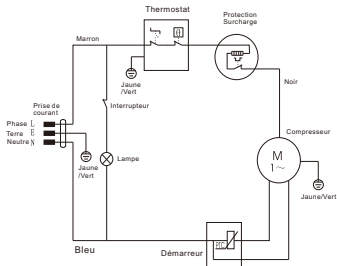 Thermostat
Protection
Surcharge
Marron
Jaune
/Vert
Noir
Prise de
courant
Interrupteur
Phase L
Terre E
Neutre N
Compresseur
M
1~
Jaune
/Vert
Lampe
Jaune/Vert
Bleu
Démarreur
PTC